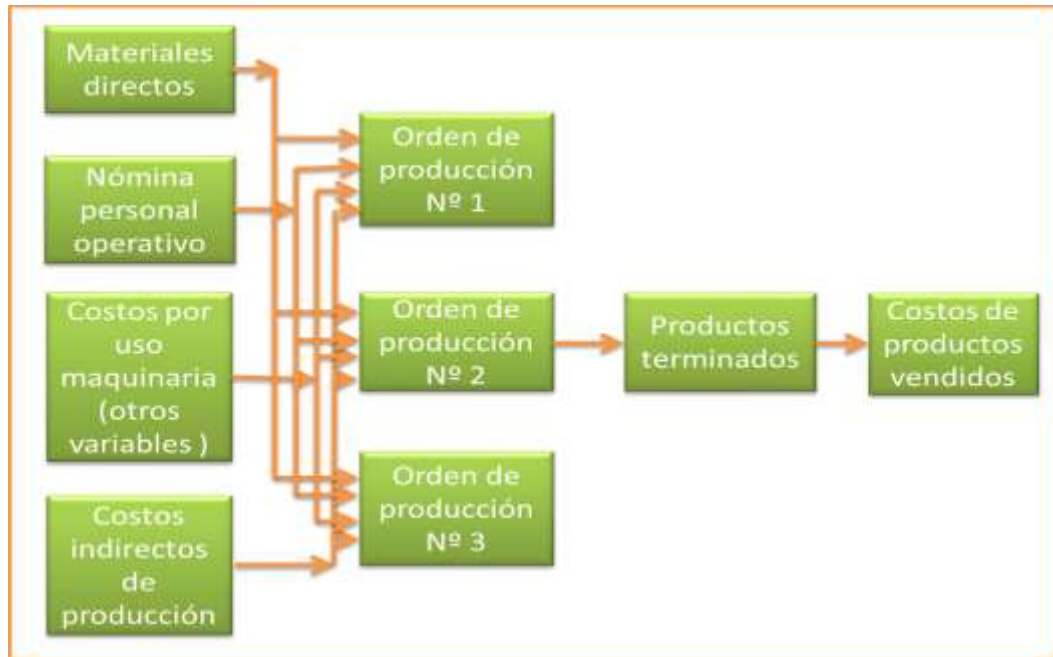 Materiales
directos
Nómina
personal
operativo
Costos por
uso
maquinaria
(otros
variables )
Costos
indirectos
de
producción
Orden de
producción
Nº 1
Orden de
producción
Nº 2
Orden de
producción
Nº 3
Productos
terminados
Costos de
productos
vendidos